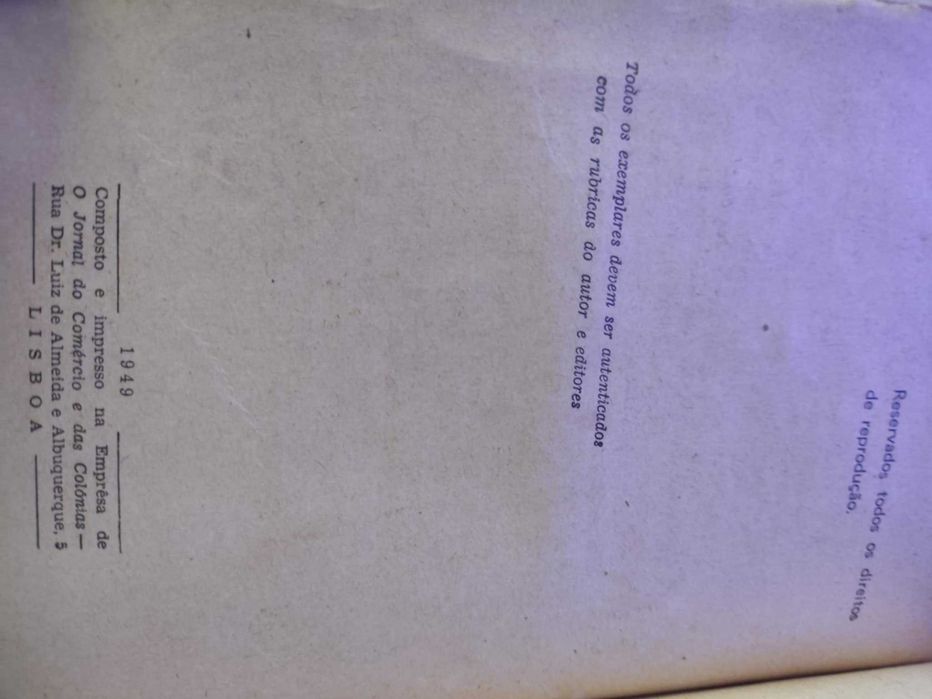 Reservados todos os direitos
de reprodução.
Todos os exemplares devem ser autenticados
com as rubricas do autor e editores
1949
Composto e impresso na Emprêsa de
O Jornal do Comércio e das Colónias —
Rua Dr. Luiz de Almeida e Albuquerque, 5
LISBOA